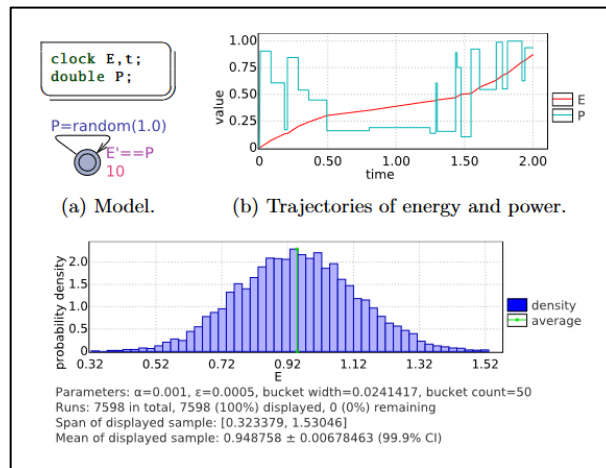 clock E,t;
double P;
P=random(1.0)
E'==P
10
(a) Model.
1.00
0.75
0.50
0.25
0
value
0
0.50
1.00
1.50
2.00
time
E
P
(b) Trajectories of energy and power.
probability density
2.0
1.5
1.0
0.5
0
0.32
0.52
0.72
0.92
1.12
1.32
1.52
E
density
average
Parameters: α=0.001, ε=0.0005, bucket width=0.0241417, bucket count=50
Runs: 7598 in total, 7598 (100%) displayed, 0 (0%) remaining
Span of displayed sample: [0.323379, 1.53046]
Mean of displayed sample: 0.948758 ± 0.00678463 (99.9% CI)